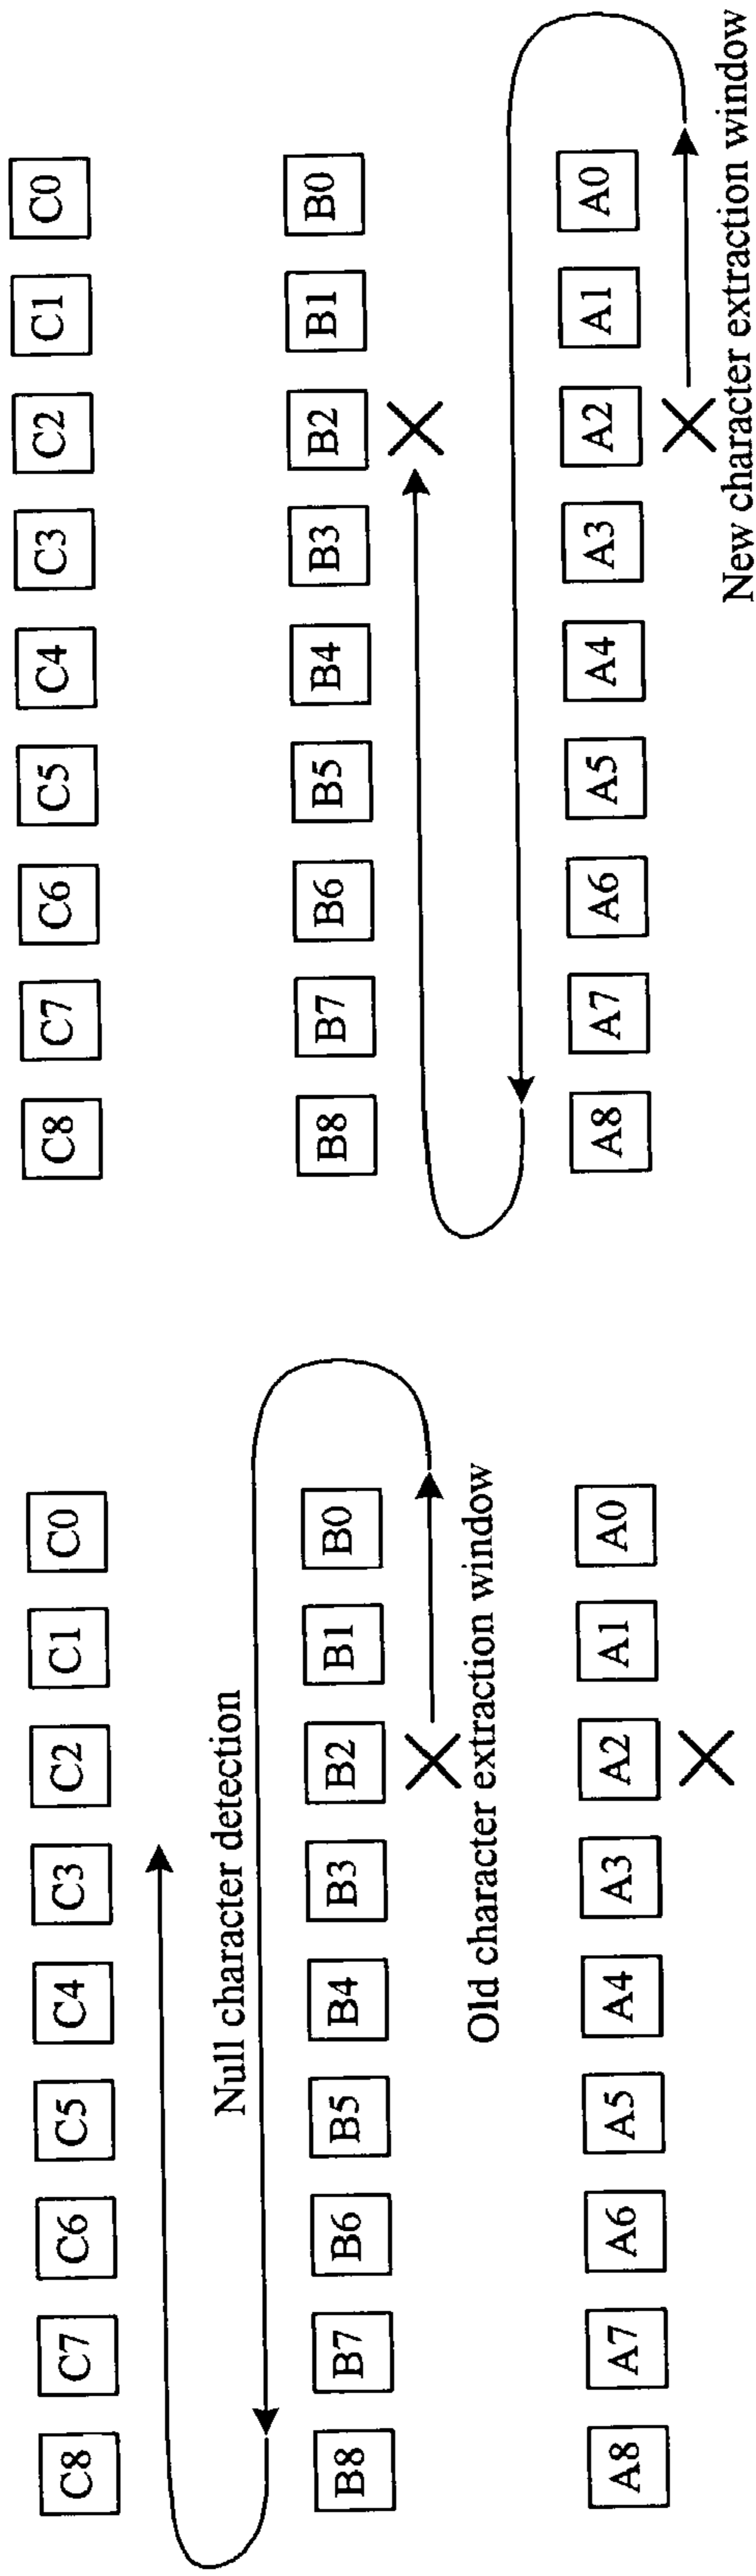 C8 C7 C6 C5 C4 C3 C2 C1 C0
Null character detection
B8 B7 B6 B5 B4 B3 B2 B1 B0
Old character extraction window
A8 A7 A6 A5 A4 A3 A2 A1 A0
C8 C7 C6 C5 C4 C3 C2 C1 C0
B8 B7 B6 B5 B4 B3 B2 B1 B0
A8 A7 A6 A5 A4 A3 A2 A1 A0
New character extraction window